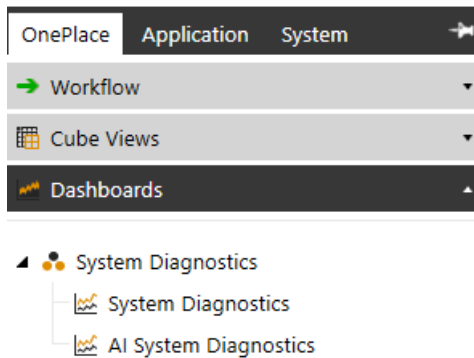 OnePlace Application System
Workflow
Cube Views
Dashboards
System Diagnostics
System Diagnostics
AI System Diagnostics